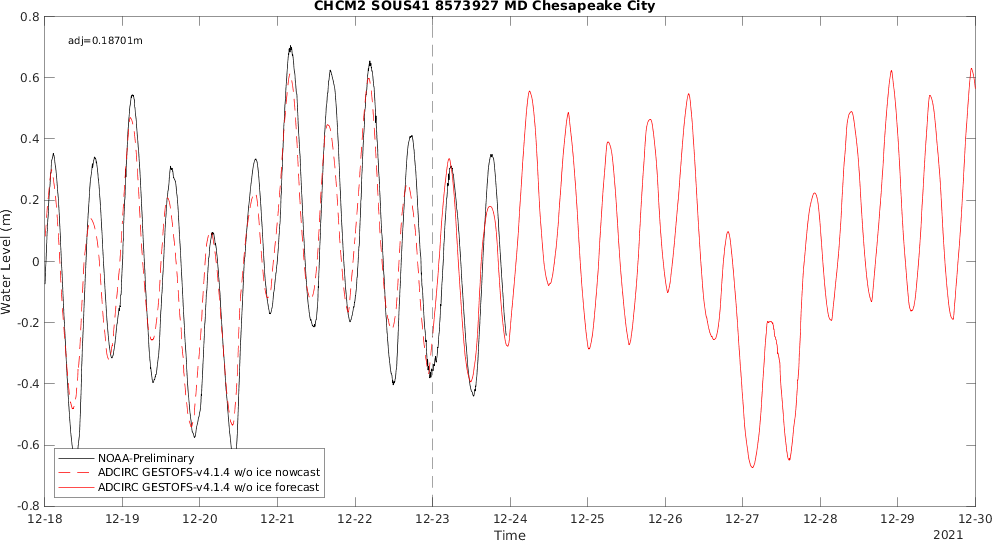 CHCM2 SOUS41 8573927 MD Chesapeake City
adj=0.18701m
0.8
0.6
0.4
0.2
0
-0.2
-0.4
-0.6
-0.8
Water Level (m)
NOAA-Preliminary
ADCIRC GESTOFS-v4.1.4 w/o ice nowcast
ADCIRC GESTOFS-v4.1.4 w/o ice forecast
12-18 12-19 12-20 12-21 12-22 12-23 12-24 12-25 12-26 12-27 12-28 12-29 12-30
Time
2021